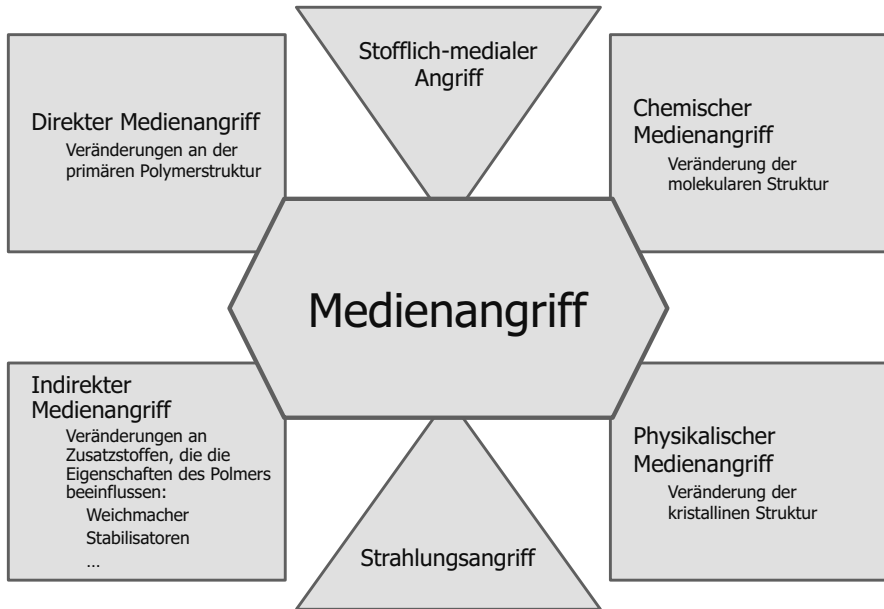 Stofflich-medialer
Angriff
Direkter Medienangriff
Veränderungen an der
primären Polymerstruktur
Chemischer
Medienangriff
Veränderung der
molekularen Struktur
Medienangriff
Indirekter
Medienangriff
Veränderungen an
Zusatzstoffen, die die
Eigenschaften des Polmers
beeinflussen:
Weichmacher
Stabilisatoren
...
Physikalischer
Medienangriff
Veränderung der
kristallinen Struktur
Strahlungsangriff